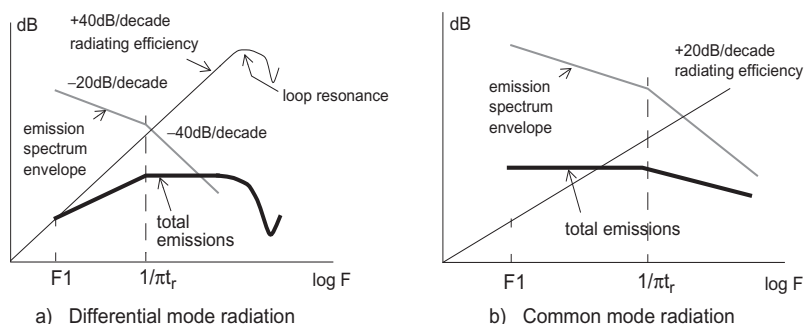 dB
+40dB/decade
radiating efficiency
–20dB/decade
loop resonance
emission
spectrum
envelope
–40dB/decade
total
emissions
F1
1/πtr
log F
a) Differential mode radiation
dB
+20dB/decade
radiating efficiency
emission
spectrum
envelope
total emissions
F1
1/πtr
log F
b) Common mode radiation